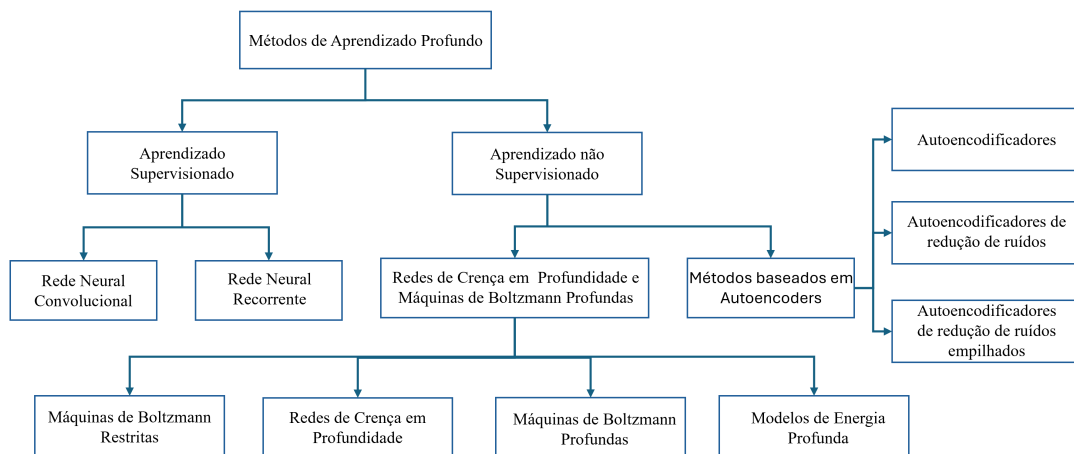 Métodos de Aprendizado Profundo
Aprendizado
Supervisionado
Aprendizado não
Supervisionado
Autoencodificadores
Autoencodificadores de
redução de ruídos
Autoencodificadores
de redução de ruídos
empilhados
Rede Neural
Convolucional
Rede Neural
Recorrente
Redes de Crença em Profundidade e
Máquinas de Boltzmann Profundas
Métodos baseados em
Autoencoders
Máquinas de Boltzmann
Restritas
Redes de Crença em
Profundidade
Máquinas de Boltzmann
Profundas
Modelos de Energia
Profunda